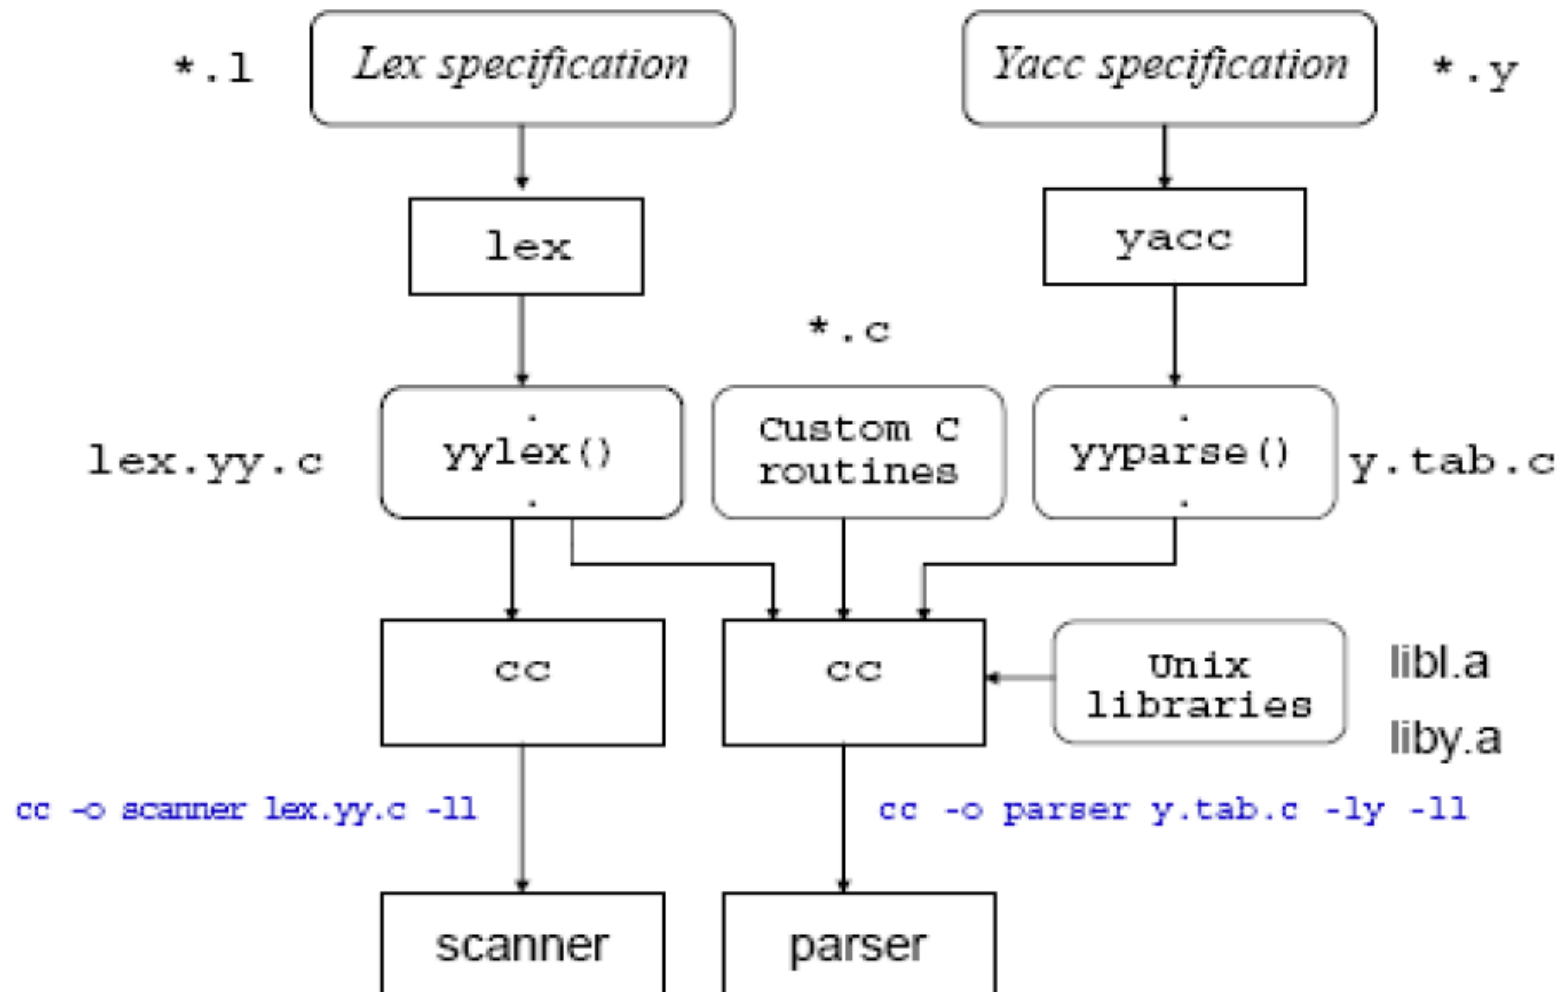 *.l
Lex specification
Yacc specification
*.y
lex
yacc
*.c
lex.yy.c
.
yylex()
.
Custom C
routines
.
yyparse()
.
y.tab.c
cc
cc
Unix
libraries
libl.a
liby.a
cc -o scanner lex.yy.c -ll
cc -o parser y.tab.c -ly -ll
scanner
parser